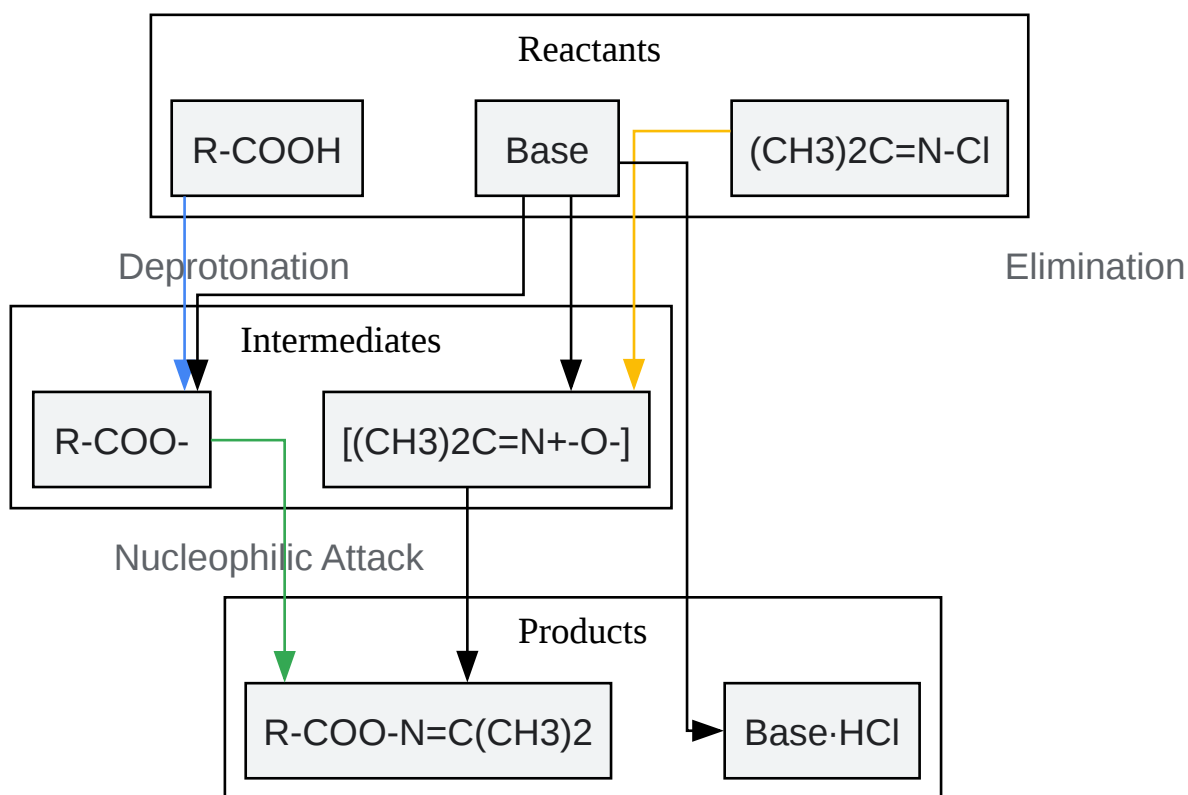 Reactants
R-COOH
Base
(CH3)2C=N-Cl
Deprotonation
Elimination
Intermediates
R-COO-
[(CH3)2C=N+-O-]
Nucleophilic Attack
Products
R-COO-N=C(CH3)2
Base·HCl